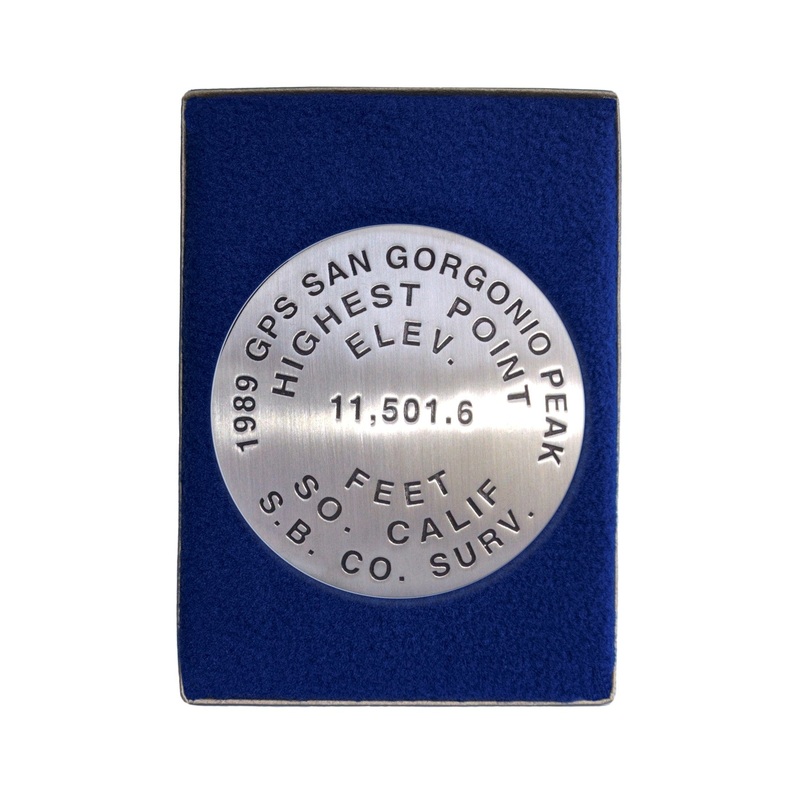 1989 GPS SAN GORGONIO PEAK
HIGHEST POINT
ELEV.
11,501.6
FEET
SO. CALIF
S.B. CO. SURV.